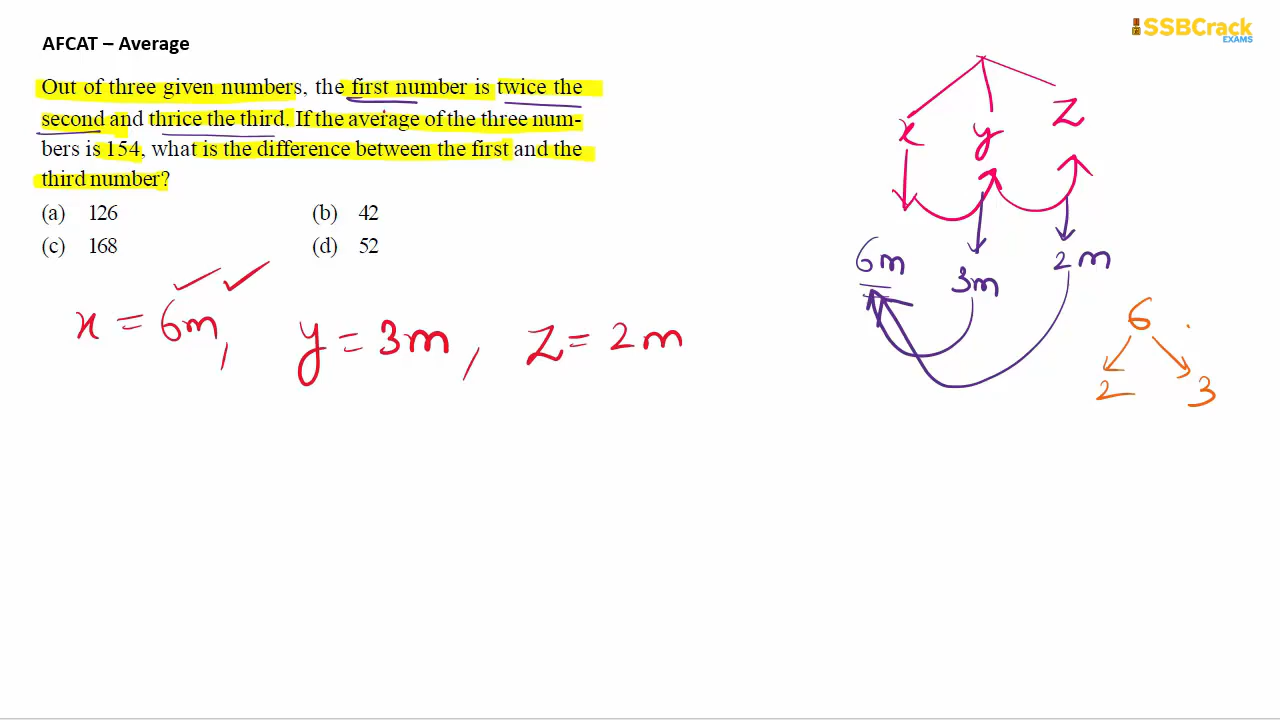 SSBCrack
EXAMS
AFCAT – Average
Out of three given numbers, the first number is twice the
second and thrice the third. If the average of the three num-
bers is 154, what is the difference between the first and the
third number?
(a) 126 (b) 42
(c) 168 (d) 52
x = 6m, y = 3m, z = 2m
x y z
6m 3m 2m
6
2 3